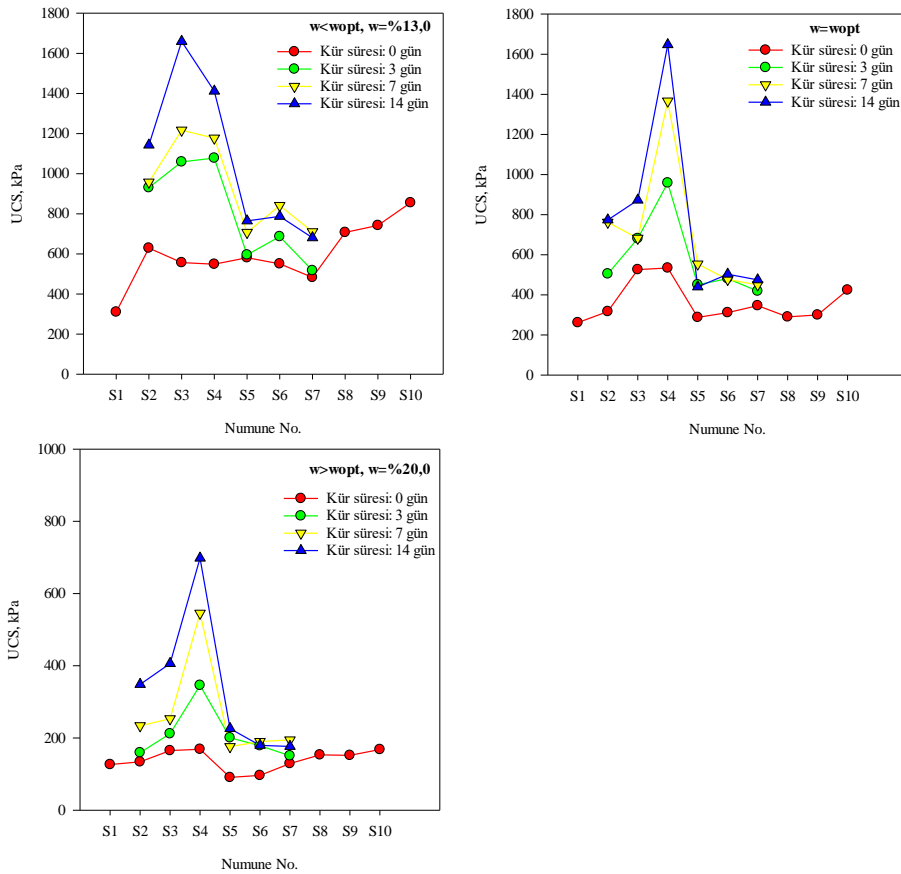 1800
1600
1400
1200
1000
800
600
400
200
0
UCS, kPa
w<wopt, w=%13,0
Kür süresi: 0 gün
Kür süresi: 3 gün
Kür süresi: 7 gün
Kür süresi: 14 gün
S1 S2 S3 S4 S5 S6 S7 S8 S9 S10
Numune No.
1800
1600
1400
1200
1000
800
600
400
200
0
UCS, kPa
w=wopt
Kür süresi: 0 gün
Kür süresi: 3 gün
Kür süresi: 7 gün
Kür süresi: 14 gün
S1 S2 S3 S4 S5 S6 S7 S8 S9 S10
Numune No.
1000
800
600
400
200
0
UCS, kPa
w>wopt, w=%20,0
Kür süresi: 0 gün
Kür süresi: 3 gün
Kür süresi: 7 gün
Kür süresi: 14 gün
S1 S2 S3 S4 S5 S6 S7 S8 S9 S10
Numune No.